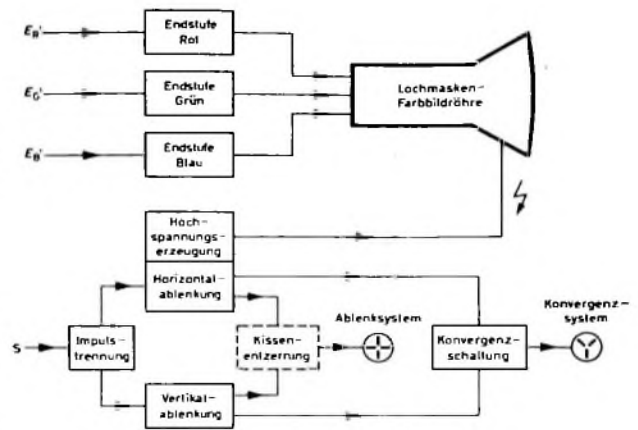 E_R'
Endstufe
Rot
E_G'
Endstufe
Grün
E_B'
Endstufe
Blau
Lochmasken-
Farbbildröhre
Hoch-
spannungs-
erzeugung
Horizontal-
ablenkung
S
Impuls-
trennung
Kissen-
entzerrung
Ablenksystem
Konvergenz-
schaltung
Konvergenz-
system
Vertikal-
ablenkung